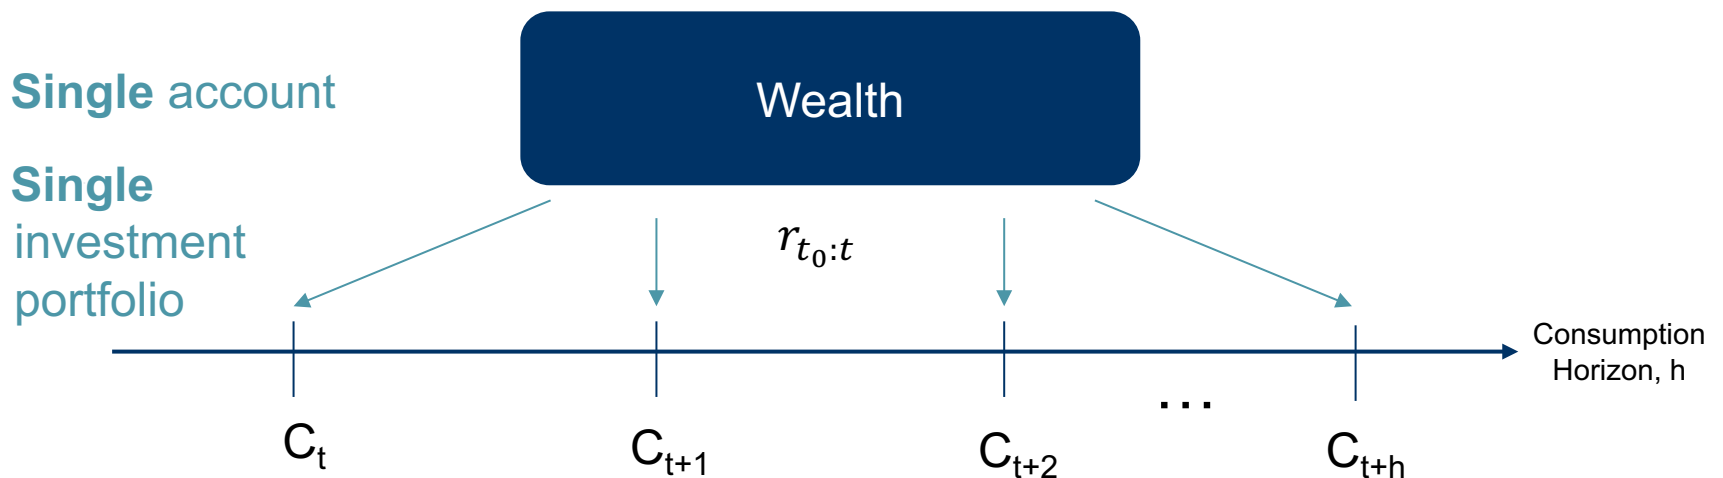 Single account
Single
investment
portfolio
Wealth
r_{t_0:t}
Consumption
Horizon, h
...
C_t
C_{t+1}
C_{t+2}
C_{t+h}